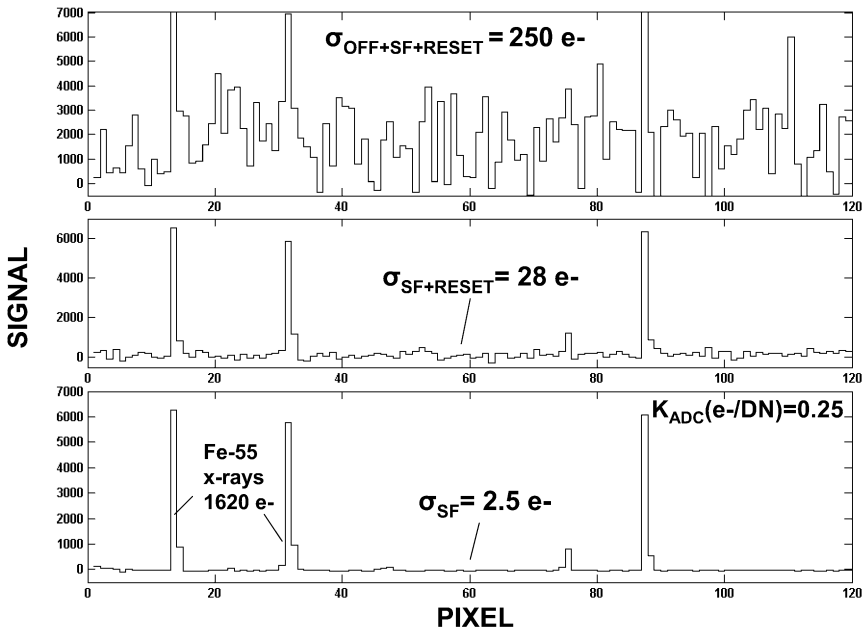 7000
6000
5000
4000
3000
2000
1000
0
σOFF+SF+RESET = 250 e-
0 20 40 60 80 100 120
6000
4000
2000
0
σSF+RESET = 28 e-
0 20 40 60 80 100 120
SIGNAL
7000
6000
5000
4000
3000
2000
1000
0
KADC(e-/DN)=0.25
Fe-55
x-rays
1620 e-
σSF= 2.5 e-
0 20 40 60 80 100 120
PIXEL